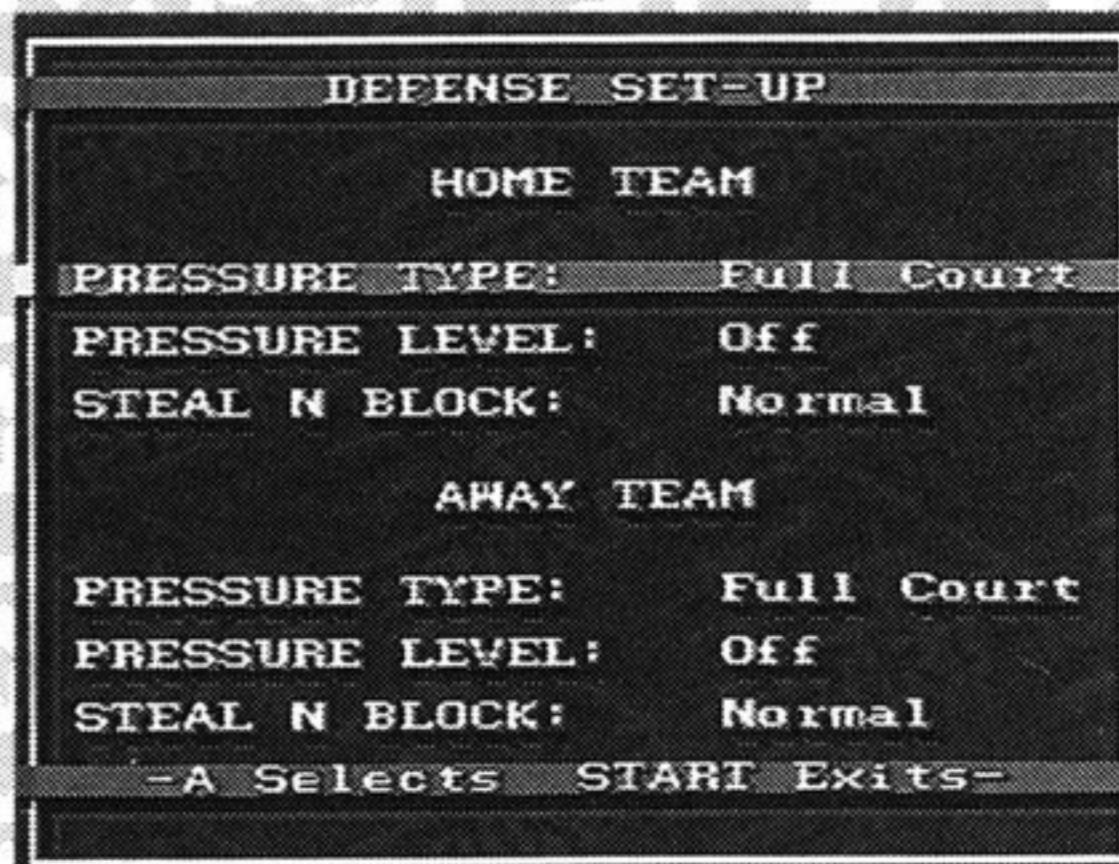 DEFENSE SET-UP
HOME TEAM
PRESSURE TYPE: Full Court
PRESSURE LEVEL: Off
STEAL N BLOCK: Normal
AWAY TEAM
PRESSURE TYPE: Full Court
PRESSURE LEVEL: Off
STEAL N BLOCK: Normal
-A Selects START Exits-